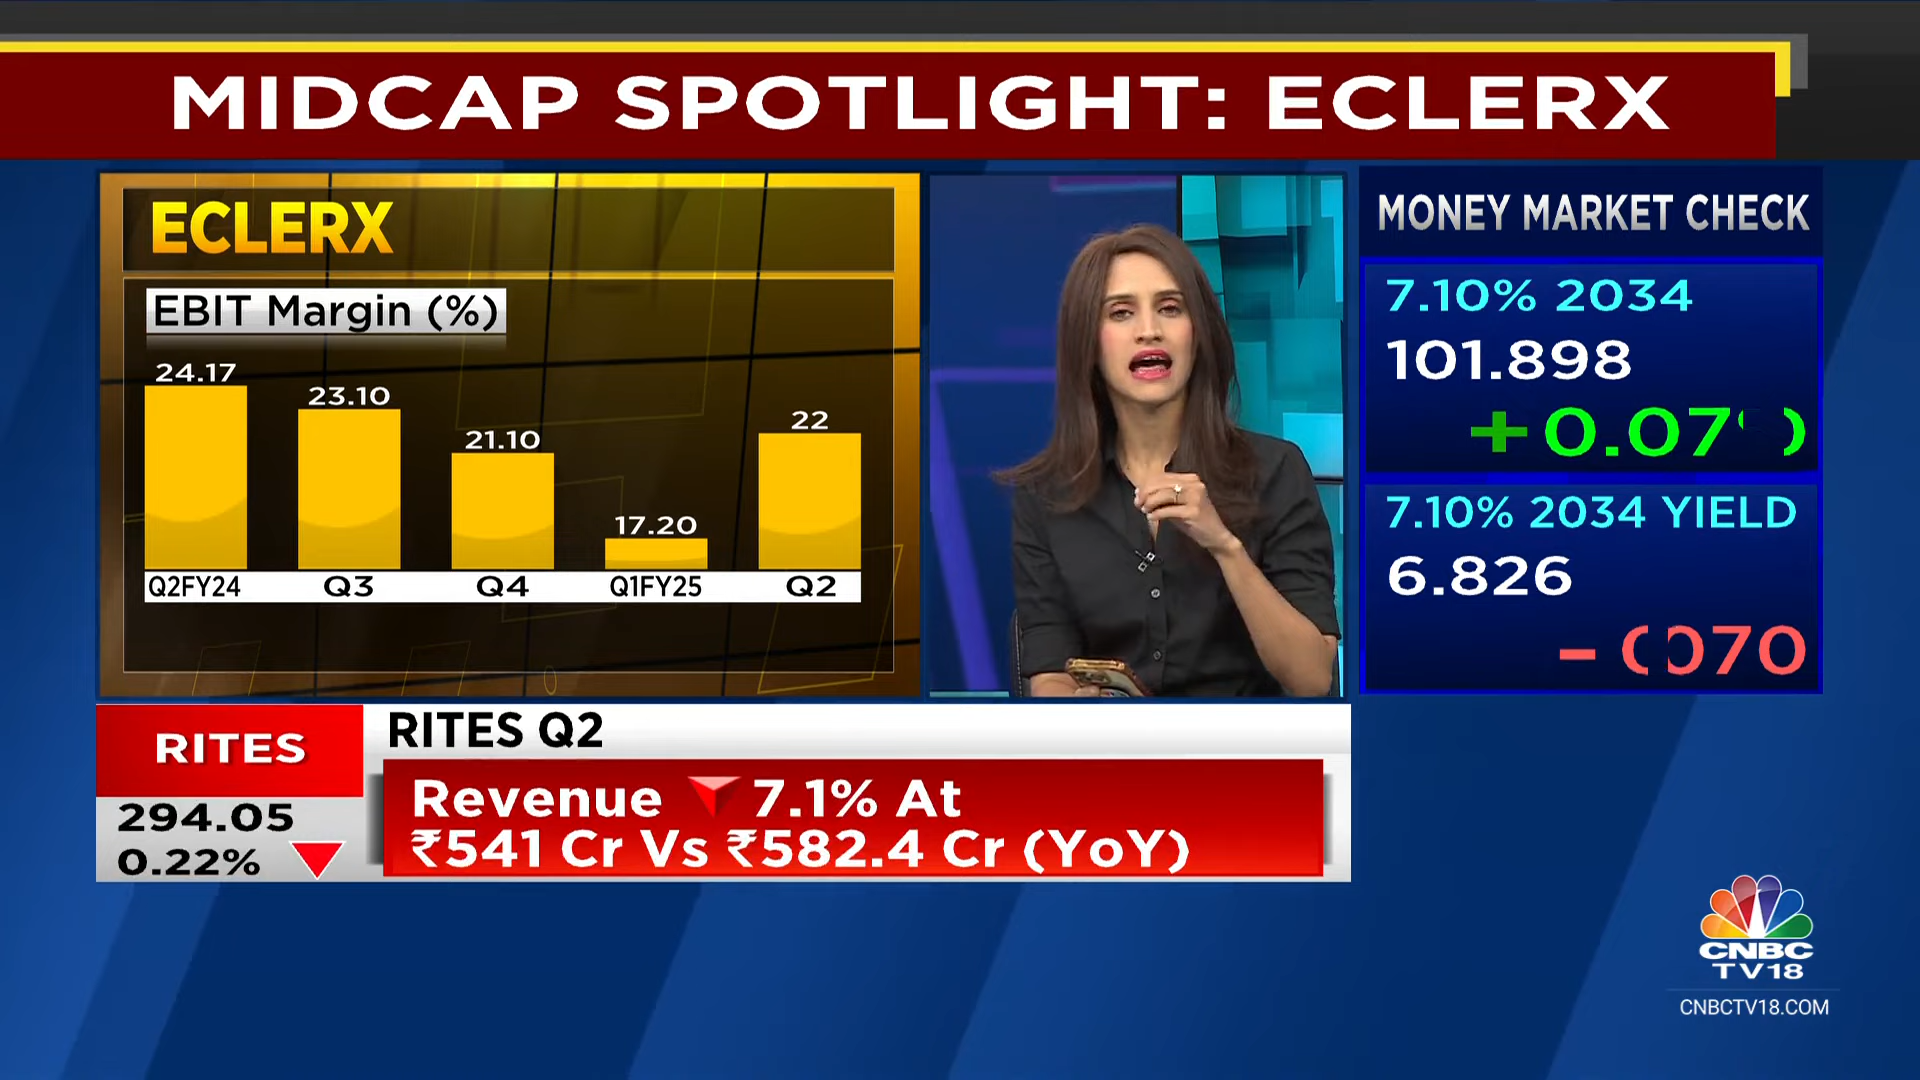 MIDCAP SPOTLIGHT: ECLERX
ECLERX
EBIT Margin (%)
24.17
23.10
21.10
17.20
22
Q2FY24
Q3
Q4
Q1FY25
Q2
MONEY MARKET CHECK
7.10% 2034
101.898
7.10% 2034 YIELD
6.826
RITES
294.05
0.22%
RITES Q2
Revenue 7.1% At
₹541 Cr Vs ₹582.4 Cr (YoY)
CNBC
TV18
CNBCTV18.COM